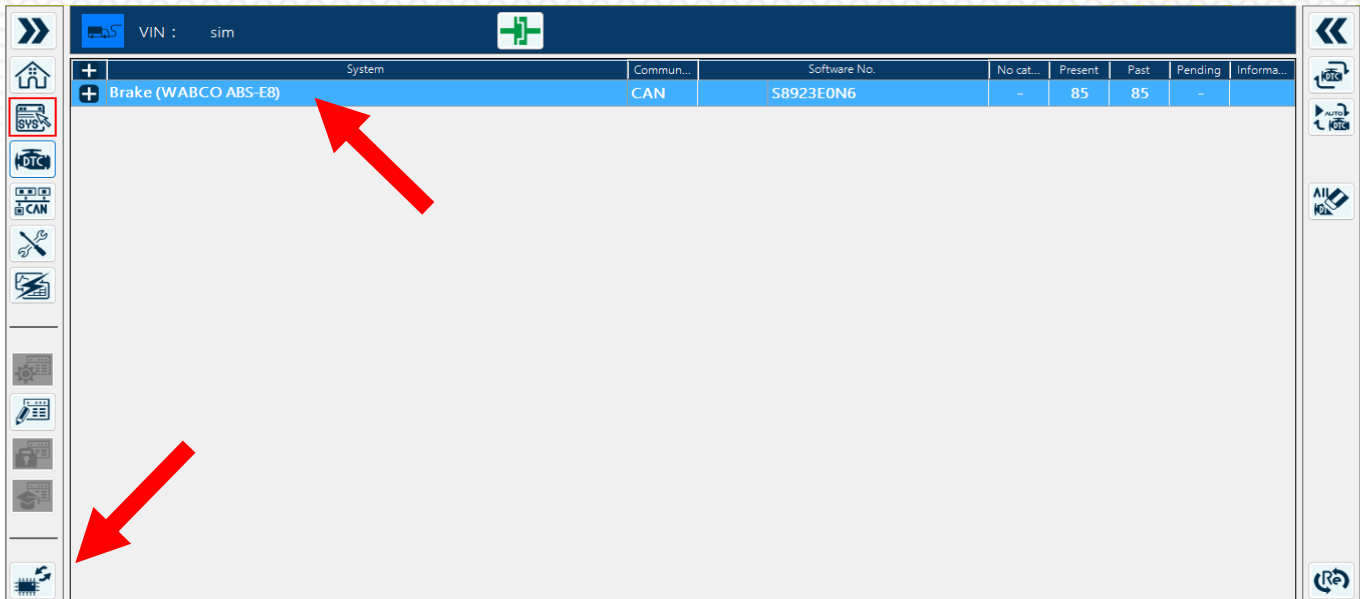 VIN : sim
System Commun... Software No. No cat... Present Past Pending Informa...
Brake (WABCO ABS-E8) CAN S8923E0N6 - 85 85 -
SYS
DTC
CAN
DTC
AUTO
DTC
All
Re